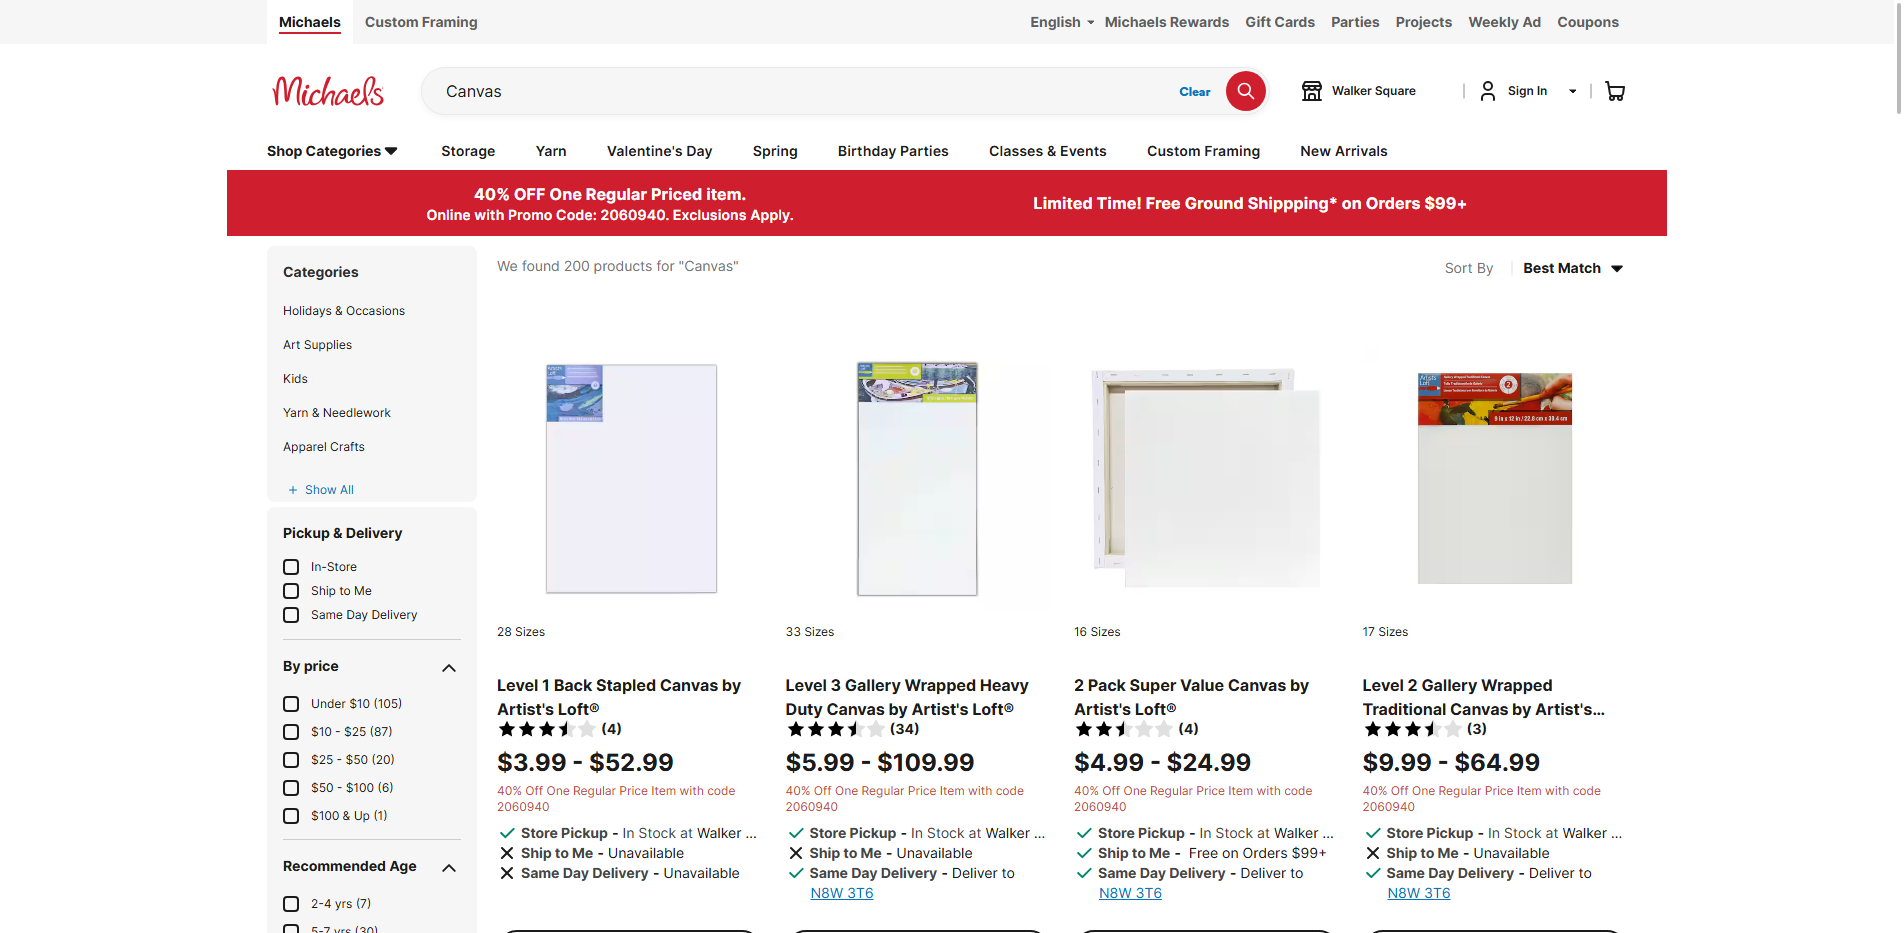 Michaels
Custom Framing
English
Michaels Rewards
Gift Cards
Parties
Projects
Weekly Ad
Coupons
Michaels
Canvas
Clear
Walker Square
Sign In
Shop Categories
Storage
Yarn
Valentine's Day
Spring
Birthday Parties
Classes & Events
Custom Framing
New Arrivals
40% OFF One Regular Priced item.
Online with Promo Code: 2060940. Exclusions Apply.
Limited Time! Free Ground Shippping* on Orders $99+
Categories
Holidays & Occasions
Art Supplies
Kids
Yarn & Needlework
Apparel Crafts
+ Show All
Pickup & Delivery
In-Store
Ship to Me
Same Day Delivery
By price
Under $10 (105)
$10 - $25 (87)
$25 - $50 (20)
$50 - $100 (6)
$100 & Up (1)
Recommended Age
2-4 yrs (7)
5-7 yrs (30)
We found 200 products for "Canvas"
Sort By
Best Match
28 Sizes
Level 1 Back Stapled Canvas by
Artist's Loft®
(4)
$3.99 - $52.99
40% Off One Regular Price Item with code
2060940
Store Pickup - In Stock at Walker ...
Ship to Me - Unavailable
Same Day Delivery - Unavailable
33 Sizes
Level 3 Gallery Wrapped Heavy
Duty Canvas by Artist's Loft®
(34)
$5.99 - $109.99
40% Off One Regular Price Item with code
2060940
Store Pickup - In Stock at Walker ...
Ship to Me - Unavailable
Same Day Delivery - Deliver to
N8W 3T6
16 Sizes
2 Pack Super Value Canvas by
Artist's Loft®
(4)
$4.99 - $24.99
40% Off One Regular Price Item with code
2060940
Store Pickup - In Stock at Walker ...
Ship to Me - Free on Orders $99+
Same Day Delivery - Deliver to
N8W 3T6
Artist's
Loft
2
9 in x 12 in / 22.8 cm x 30.4 cm
17 Sizes
Level 2 Gallery Wrapped
Traditional Canvas by Artist's...
(3)
$9.99 - $64.99
40% Off One Regular Price Item with code
2060940
Store Pickup - In Stock at Walker ...
Ship to Me - Unavailable
Same Day Delivery - Deliver to
N8W 3T6